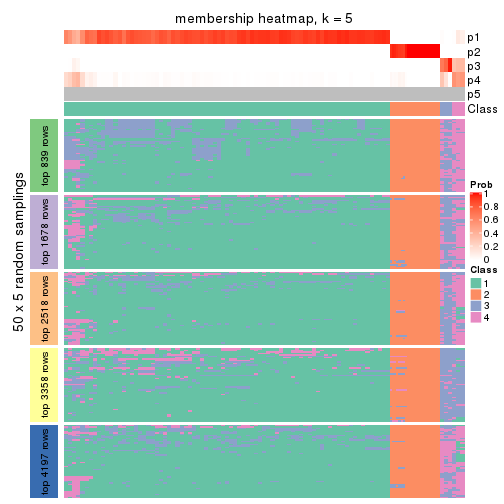 membership heatmap, k = 5
p1
p2
p3
p4
p5
Class
50 x 5 random samplings
top 839 rows
top 1678 rows
top 2518 rows
top 3358 rows
top 4197 rows
Prob
1
0.8
0.6
0.4
0.2
0
Class
1
2
3
4